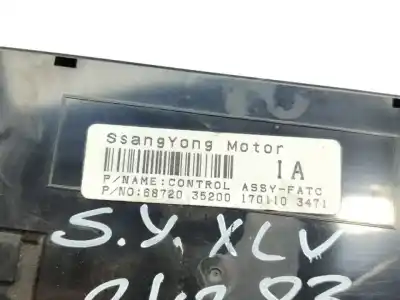 SsangYong Motor
IA
P/NAME:CONTROL ASSY-FATC
P/NO:68720 35200 170110 3471
S.Y. XLV